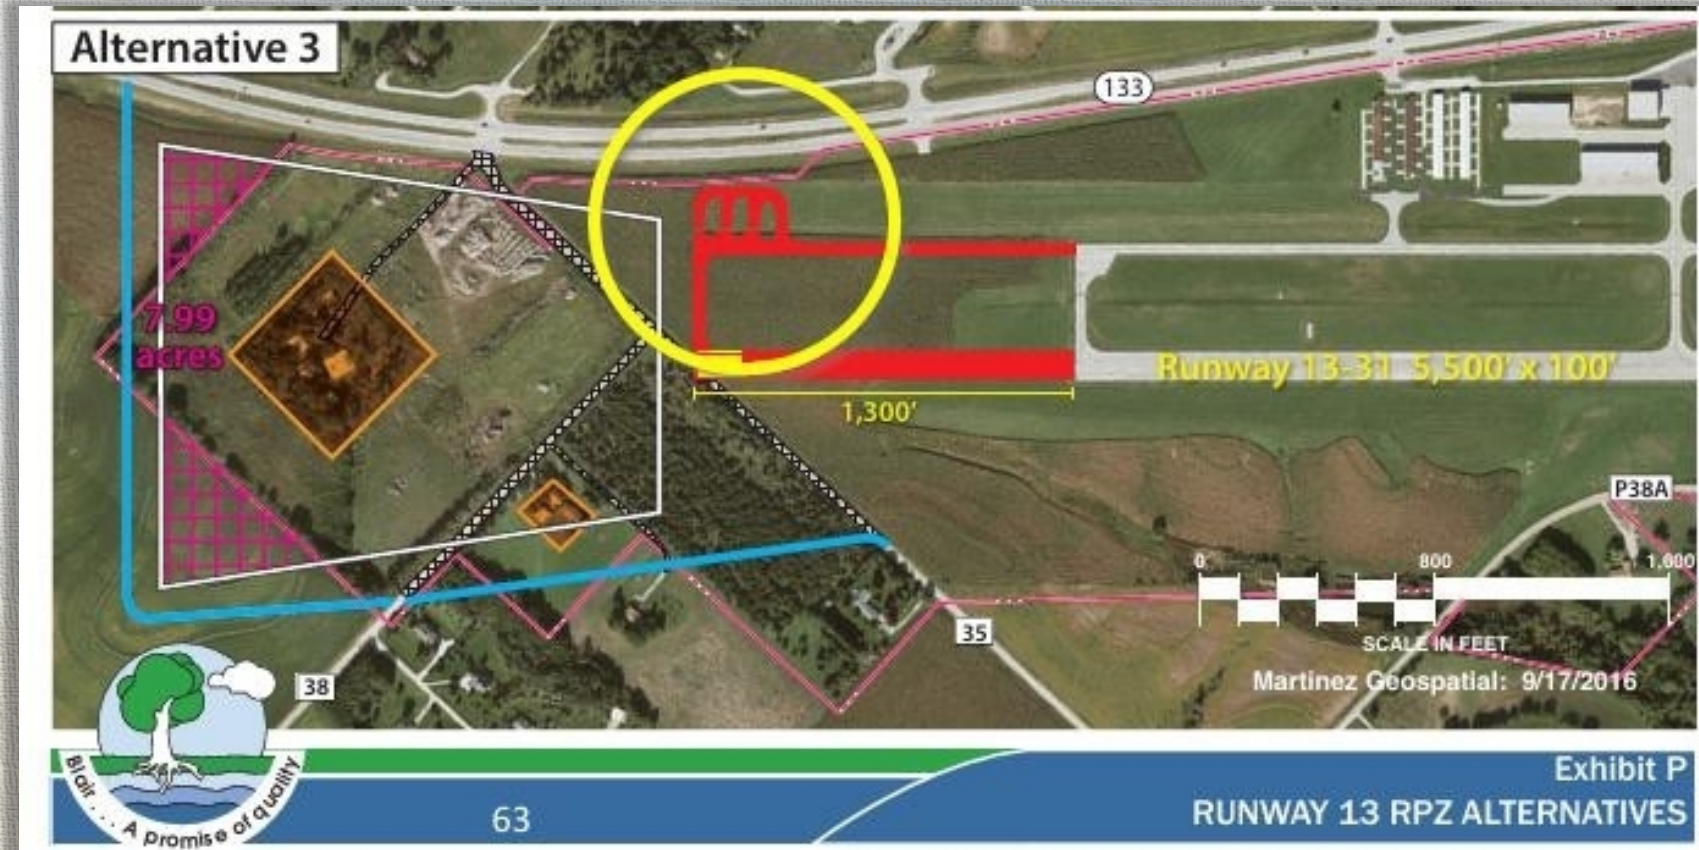 Alternative 3
133
7.99
acres
Runway 13-31 5,500' x 100'
1,300'
P38A
0 800 1,600
SCALE IN FEET
35
38
Martinez Geospatial: 9/17/2016
Blair . . . A promise of quality
63
Exhibit P
RUNWAY 13 RPZ ALTERNATIVES